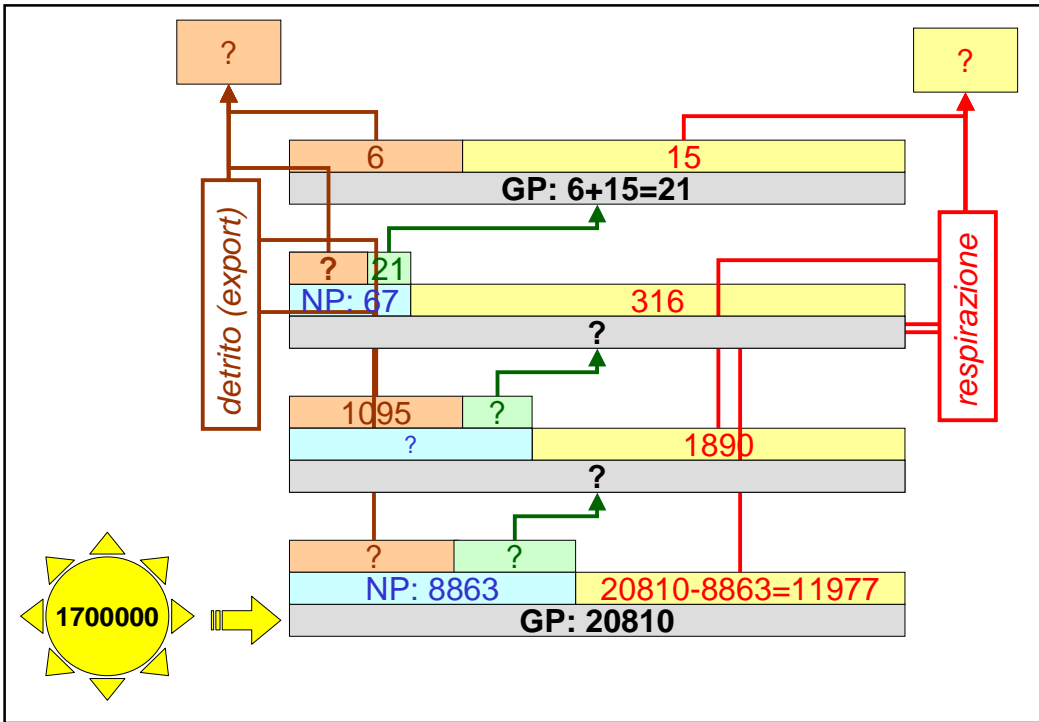 ?
?
6
15
GP: 6+15=21
detrito (export)
respirazione
?
21
NP: 67
316
?
1095
?
?
1890
?
?
?
NP: 8863
20810-8863=11977
1700000
GP: 20810